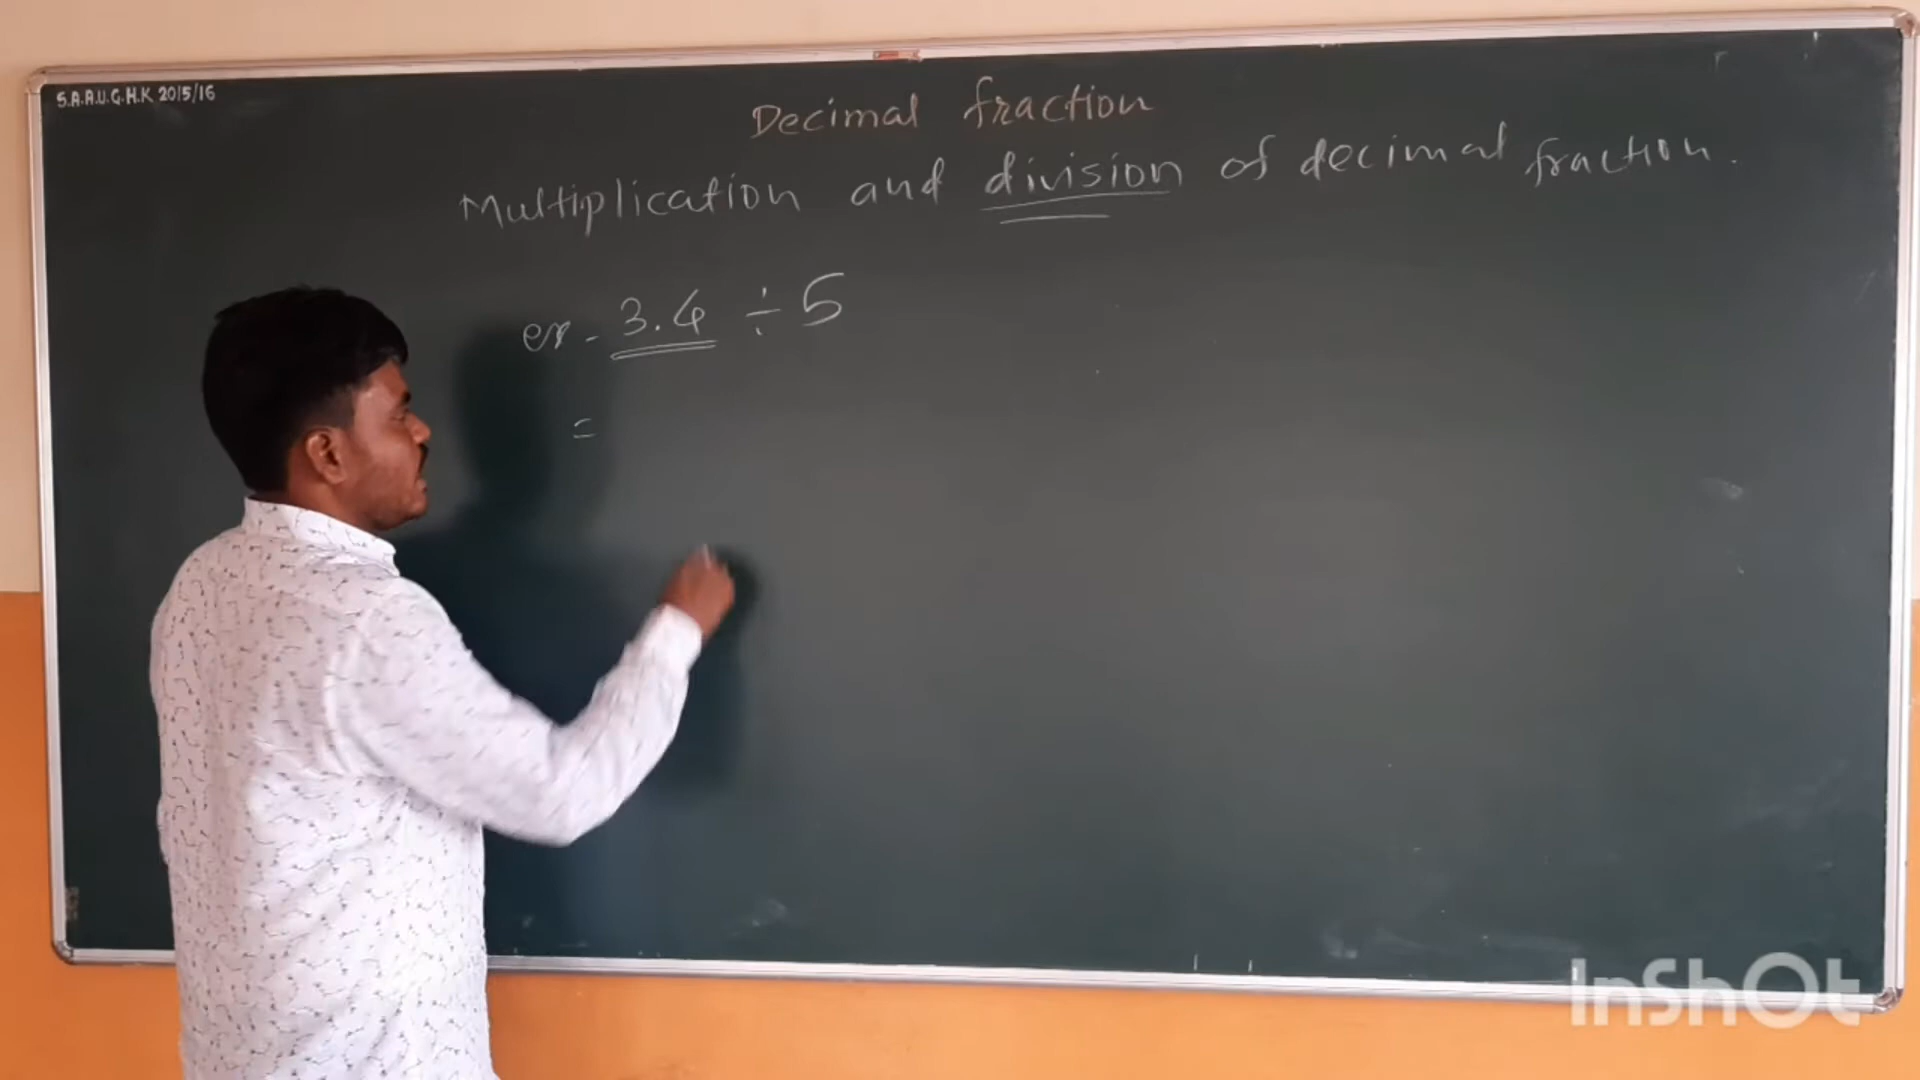 S.A.A.U.G.H.K 2015/16
Decimal fraction
Multiplication and division of decimal fraction.
ex - 3.4 ÷ 5
=
InShOt